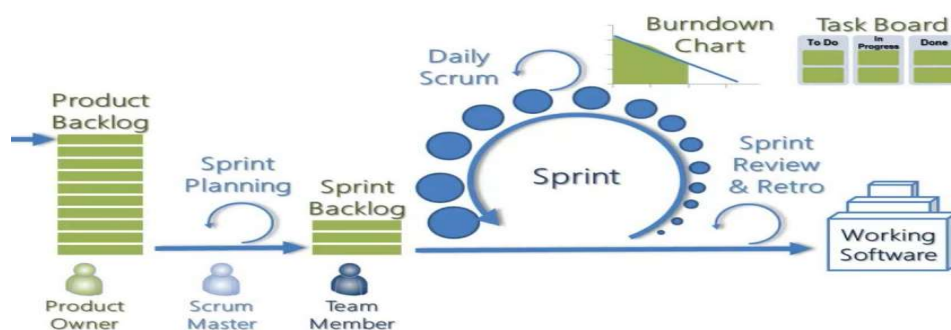 Burndown
Chart
Task Board
To Do
In
Progress
Done
Daily
Scrum
Product
Backlog
Sprint
Planning
Sprint
Backlog
Sprint
Sprint
Review
& Retro
Working
Software
Product
Owner
Scrum
Master
Team
Member